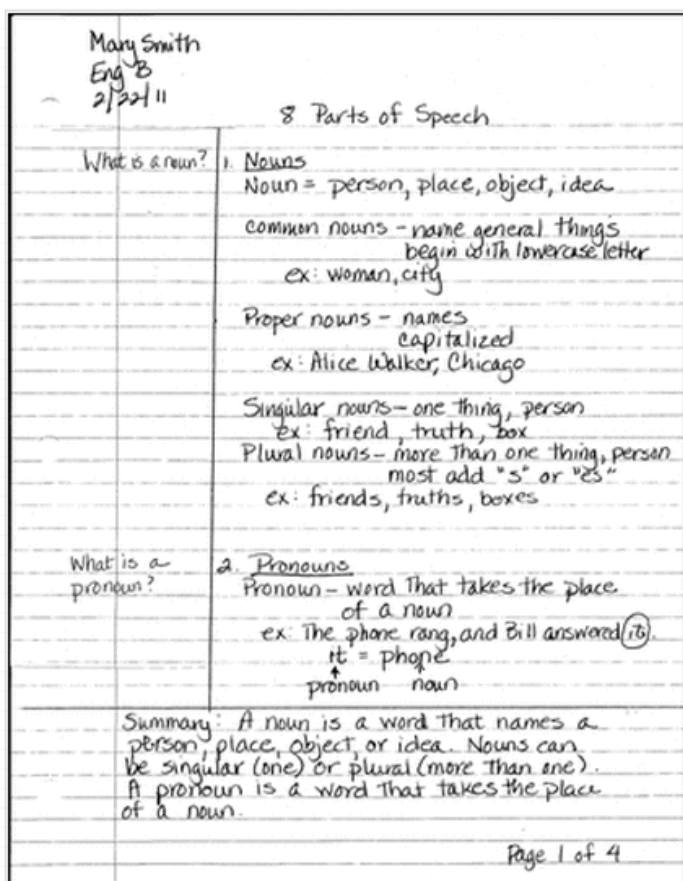 Mary Smith
Eng B
2/22/11
8 Parts of Speech
What is a noun?
1. Nouns
Noun = person, place, object, idea
common nouns - name general things
begin with lowercase letter
ex: woman, city
Proper nouns - names
capitalized
ex: Alice Walker, Chicago
Singular nouns - one thing, person
ex: friend, truth, box
Plural nouns - more than one thing, person
most add "s" or "es"
ex: friends, truths, boxes
What is a
pronoun?
2. Pronouns
Pronoun - word that takes the place
of a noun
ex: The phone rang, and Bill answered it.
it = phone
pronoun noun
Summary: A noun is a word that names a
person, place, object, or idea. Nouns can
be singular (one) or plural (more than one).
A pronoun is a word that takes the place
of a noun.
Page 1 of 4